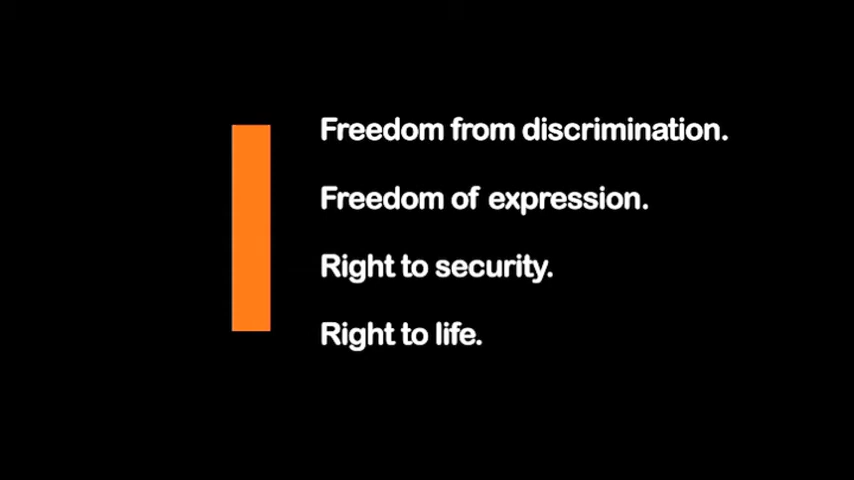 Freedom from discrimination.
Freedom of expression.
Right to security.
Right to life.